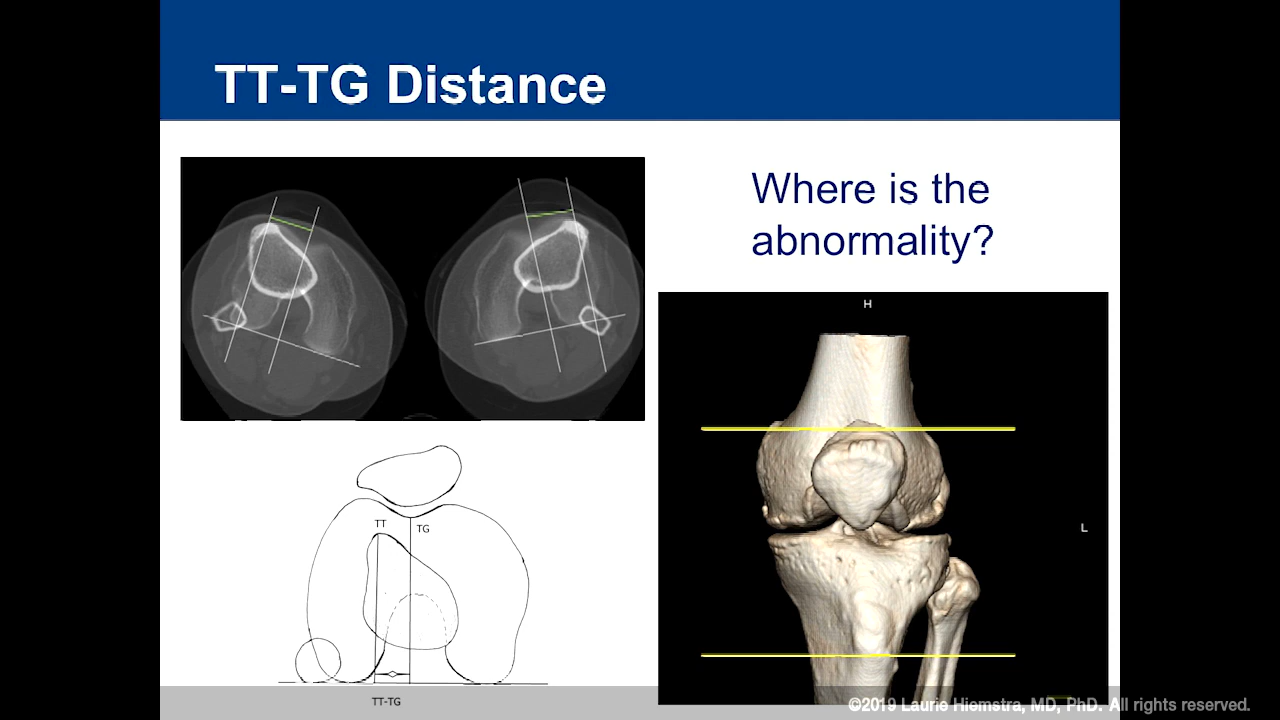 TT-TG Distance
Where is the
abnormality?
H
L
TT
TG
TT-TG
©2019 Laurie Hiemstra, MD, PhD. All rights reserved.